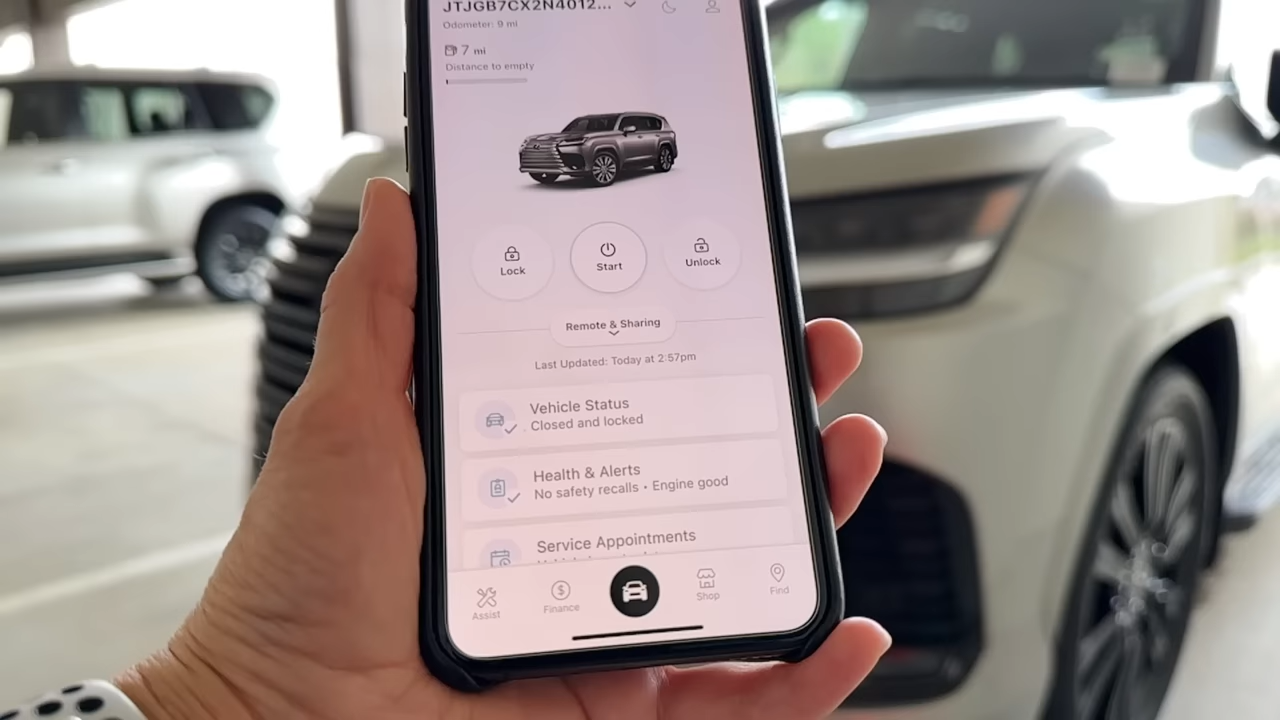 JTJGB7CX2N4012...
Odometer: 9 mi
7 mi
Distance to empty
Lock
Start
Unlock
Remote & Sharing
Last Updated: Today at 2:57pm
Vehicle Status
Closed and locked
Health & Alerts
No safety recalls • Engine good
Service Appointments
Assist
Finance
Shop
Find